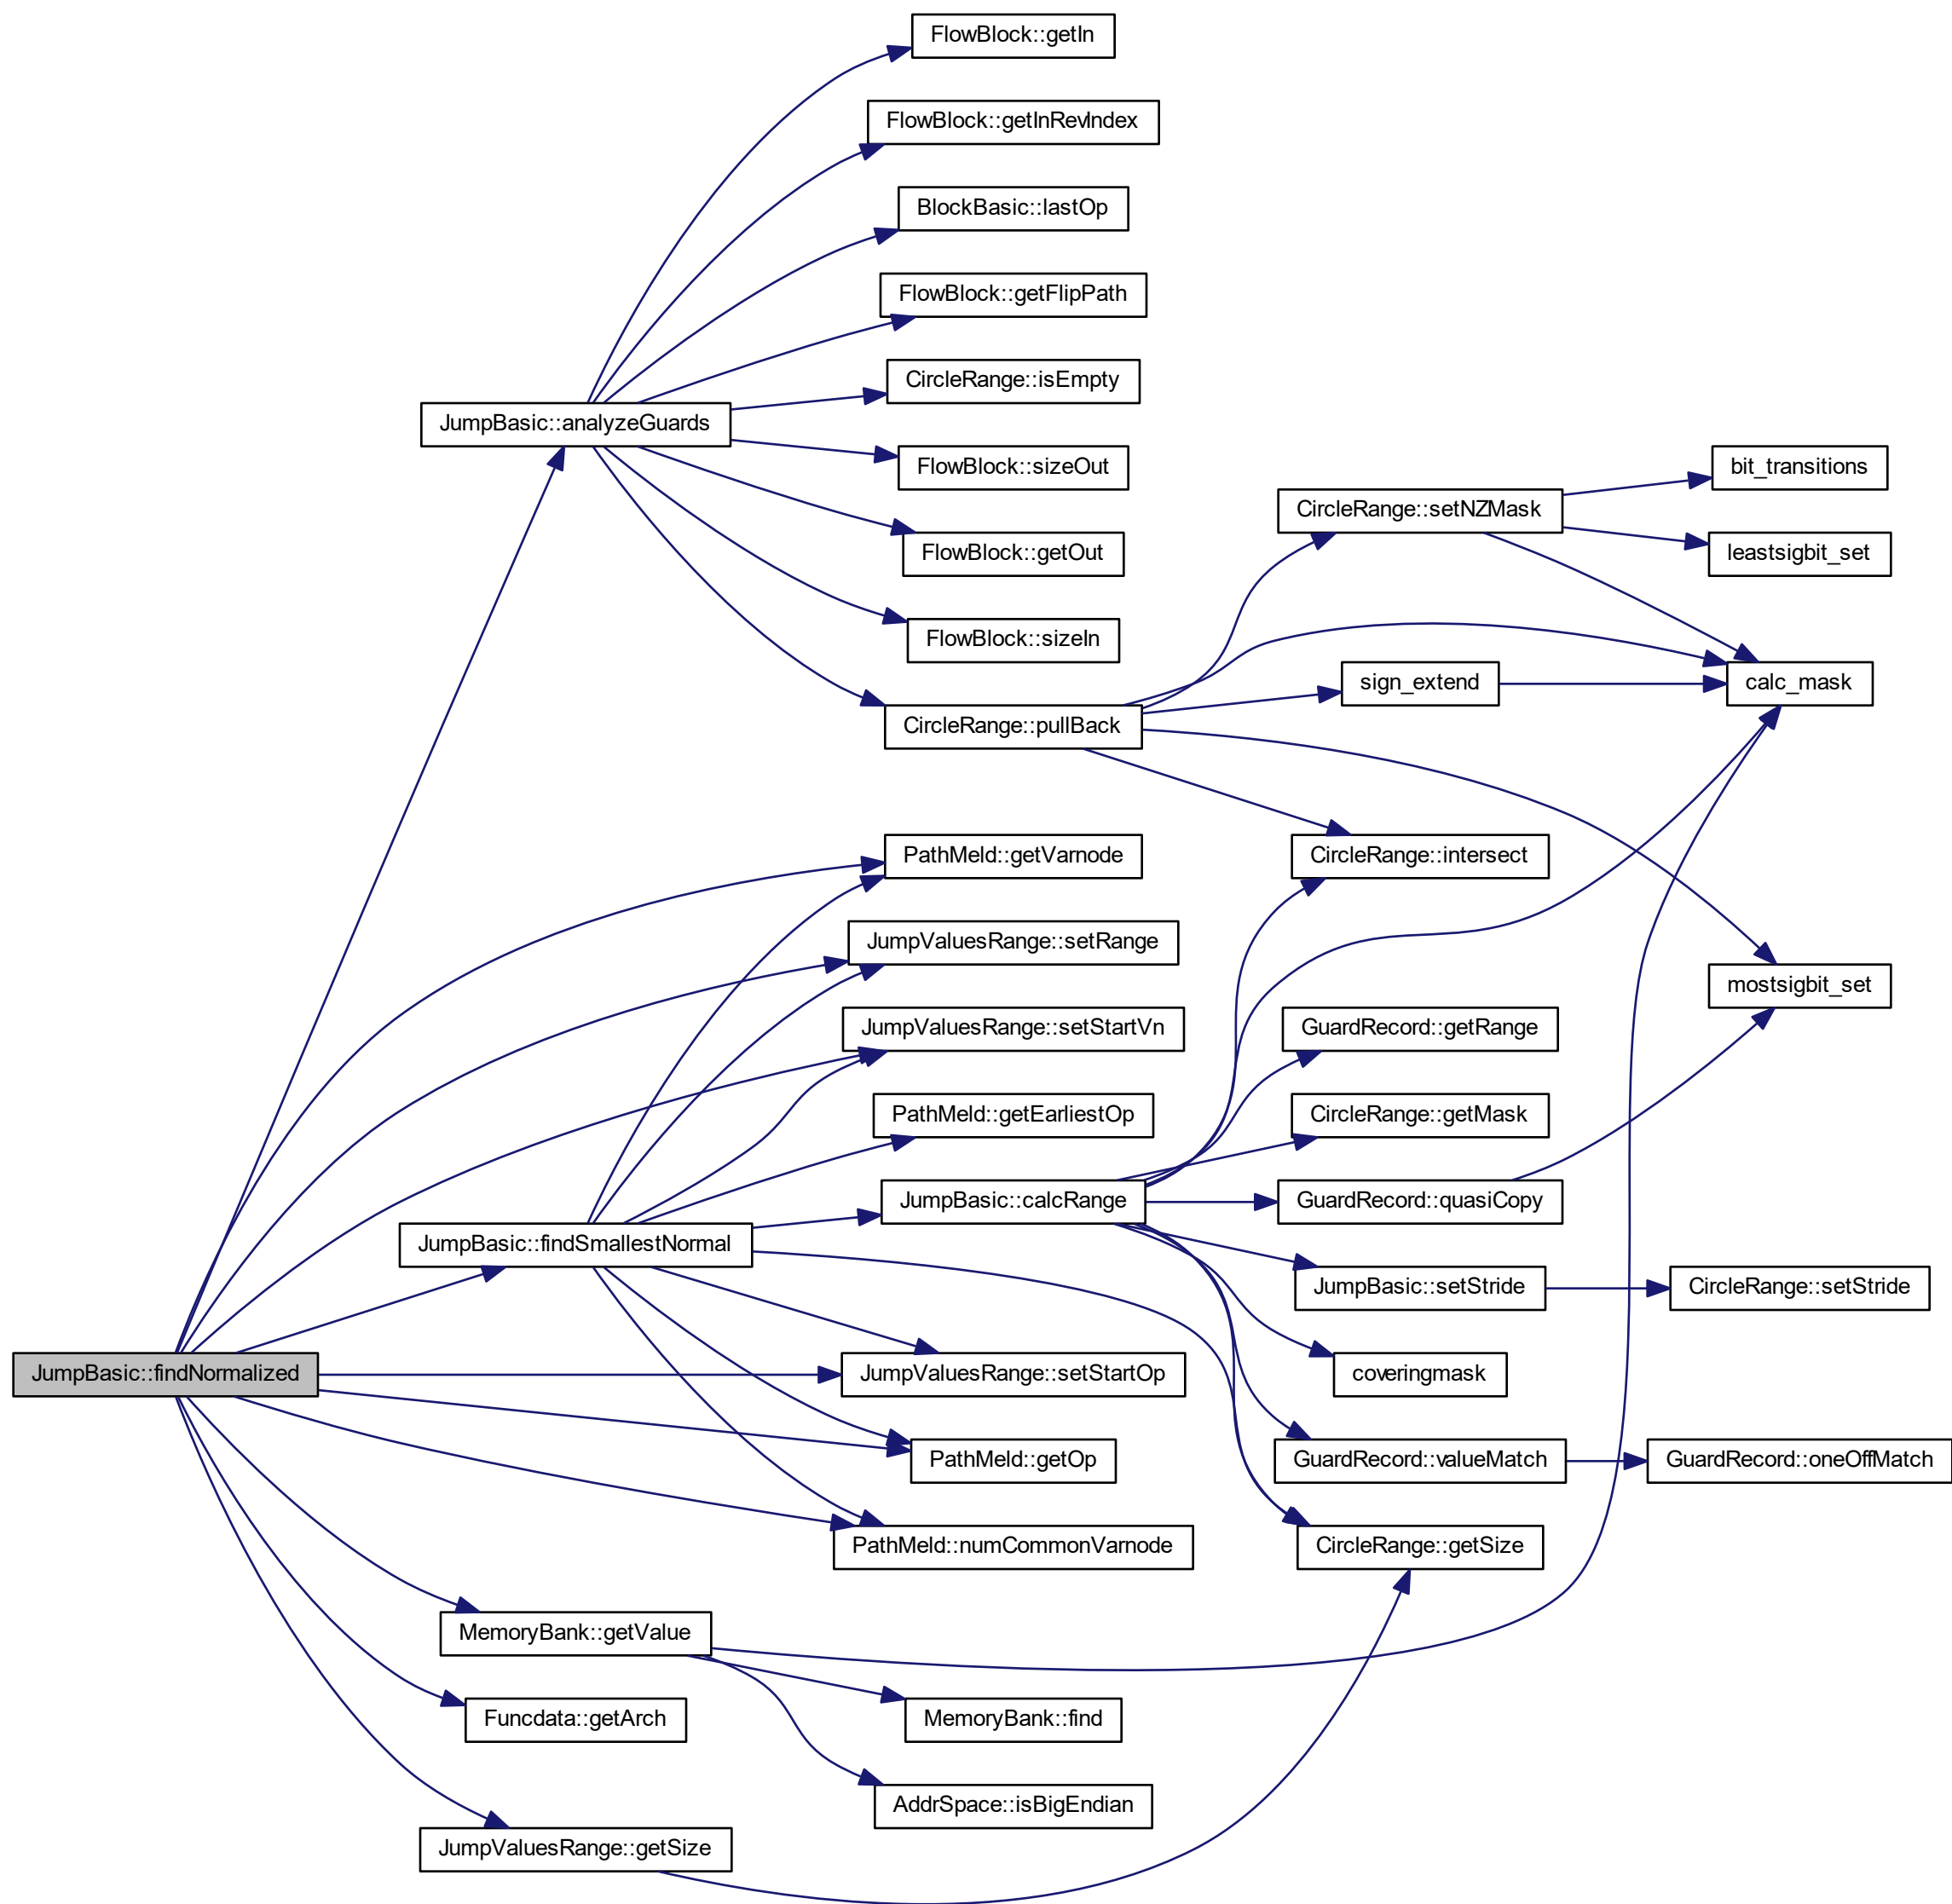 FlowBlock::getIn
FlowBlock::getInRevIndex
BlockBasic::lastOp
FlowBlock::getFlipPath
CircleRange::isEmpty
JumpBasic::analyzeGuards
FlowBlock::sizeOut
bit_transitions
CircleRange::setNZMask
FlowBlock::getOut
leastsigbit_set
FlowBlock::sizeIn
sign_extend
calc_mask
CircleRange::pullBack
PathMeld::getVarnode
CircleRange::intersect
JumpValuesRange::setRange
mostsigbit_set
JumpValuesRange::setStartVn
GuardRecord::getRange
PathMeld::getEarliestOp
CircleRange::getMask
JumpBasic::calcRange
GuardRecord::quasiCopy
JumpBasic::findSmallestNormal
JumpBasic::setStride
CircleRange::setStride
JumpBasic::findNormalized
JumpValuesRange::setStartOp
coveringmask
PathMeld::getOp
GuardRecord::valueMatch
GuardRecord::oneOffMatch
PathMeld::numCommonVarnode
CircleRange::getSize
MemoryBank::getValue
Funcdata::getArch
MemoryBank::find
AddrSpace::isBigEndian
JumpValuesRange::getSize